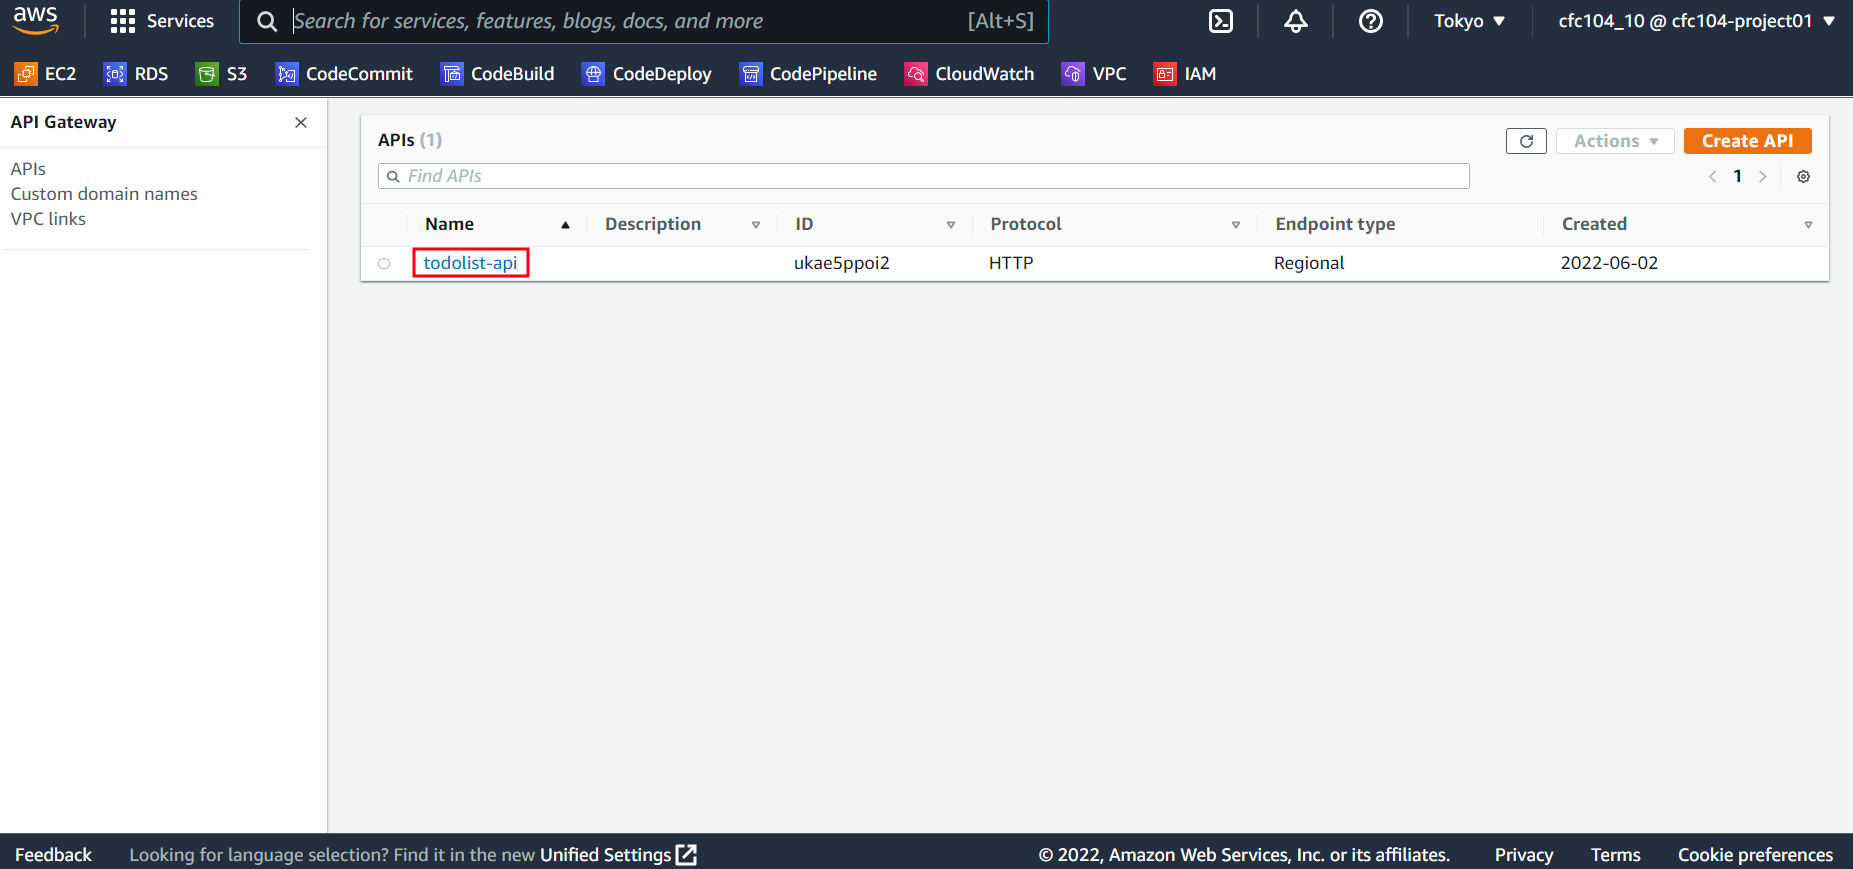 aws Services Search for services, features, blogs, docs, and more [Alt+S] Tokyo ▼ cfc104_10 @ cfc104-project01 ▼
EC2 RDS S3 CodeCommit CodeBuild CodeDeploy CodePipeline CloudWatch VPC IAM
API Gateway
APIs
Custom domain names
VPC links
APIs (1) Actions Create API
Find APIs 1
Name Description ID Protocol Endpoint type Created
todolist-api ukae5ppoi2 HTTP Regional 2022-06-02
Feedback Looking for language selection? Find it in the new Unified Settings © 2022, Amazon Web Services, Inc. or its affiliates. Privacy Terms Cookie preferences